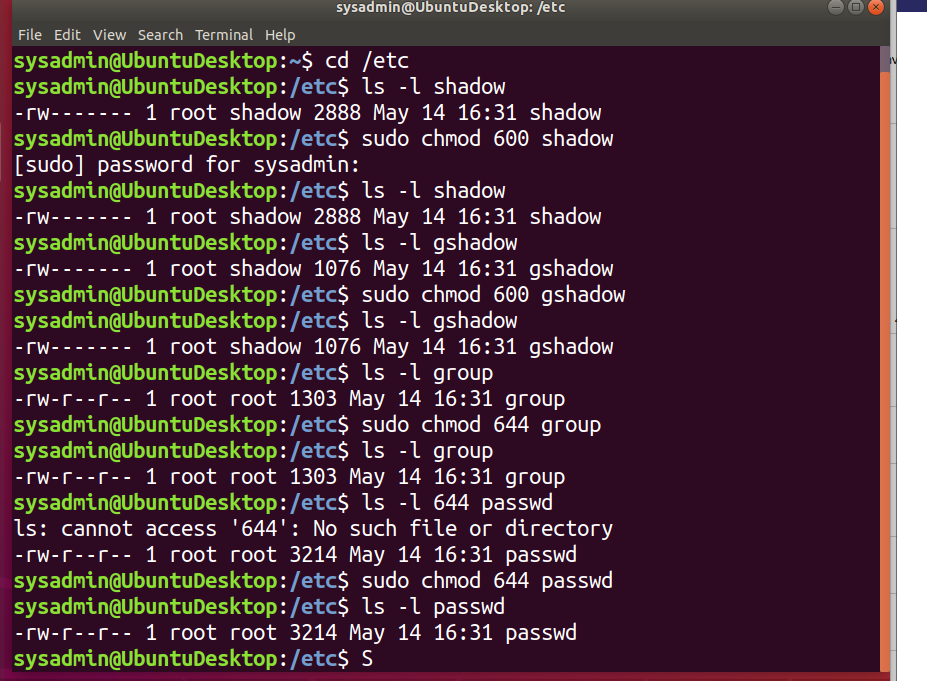 sysadmin@UbuntuDesktop: /etc
File Edit View Search Terminal Help
sysadmin@UbuntuDesktop:~$ cd /etc
sysadmin@UbuntuDesktop:/etc$ ls -l shadow
-rw------- 1 root shadow 2888 May 14 16:31 shadow
sysadmin@UbuntuDesktop:/etc$ sudo chmod 600 shadow
[sudo] password for sysadmin:
sysadmin@UbuntuDesktop:/etc$ ls -l shadow
-rw------- 1 root shadow 2888 May 14 16:31 shadow
sysadmin@UbuntuDesktop:/etc$ ls -l gshadow
-rw------- 1 root shadow 1076 May 14 16:31 gshadow
sysadmin@UbuntuDesktop:/etc$ sudo chmod 600 gshadow
sysadmin@UbuntuDesktop:/etc$ ls -l gshadow
-rw------- 1 root shadow 1076 May 14 16:31 gshadow
sysadmin@UbuntuDesktop:/etc$ ls -l group
-rw-r--r-- 1 root root 1303 May 14 16:31 group
sysadmin@UbuntuDesktop:/etc$ sudo chmod 644 group
sysadmin@UbuntuDesktop:/etc$ ls -l group
-rw-r--r-- 1 root root 1303 May 14 16:31 group
sysadmin@UbuntuDesktop:/etc$ ls -l 644 passwd
ls: cannot access '644': No such file or directory
-rw-r--r-- 1 root root 3214 May 14 16:31 passwd
sysadmin@UbuntuDesktop:/etc$ sudo chmod 644 passwd
sysadmin@UbuntuDesktop:/etc$ ls -l passwd
-rw-r--r-- 1 root root 3214 May 14 16:31 passwd
sysadmin@UbuntuDesktop:/etc$ S